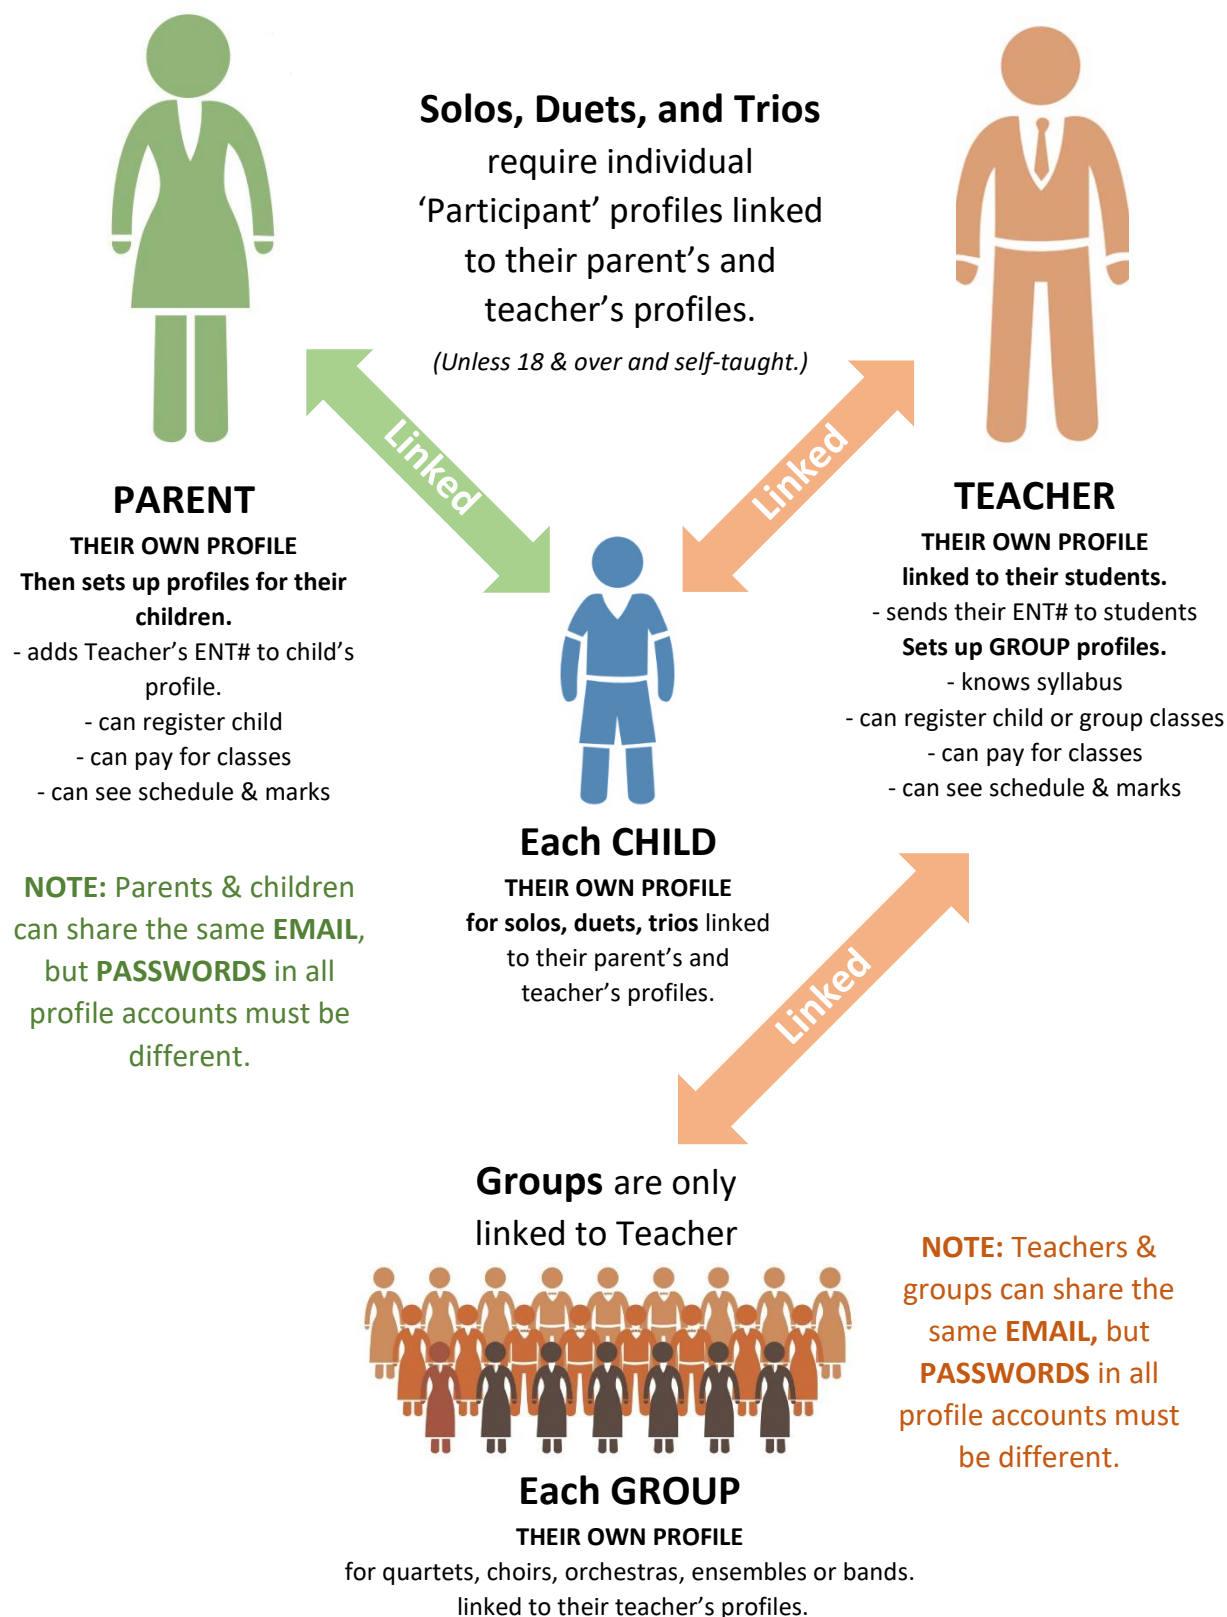 Solos, Duets, and Trios
require individual
‘Participant’ profiles linked
to their parent’s and
teacher’s profiles.
(Unless 18 & over and self-taught.)
Linked
Linked
PARENT
THEIR OWN PROFILE
Then sets up profiles for their
children.
- adds Teacher’s ENT# to child’s
profile.
- can register child
- can pay for classes
- can see schedule & marks
TEACHER
THEIR OWN PROFILE
linked to their students.
- sends their ENT# to students
Sets up GROUP profiles.
- knows syllabus
- can register child or group classes
- can pay for classes
- can see schedule & marks
Each CHILD
THEIR OWN PROFILE
for solos, duets, trios linked
to their parent’s and
teacher’s profiles.
NOTE: Parents & children
can share the same EMAIL,
but PASSWORDS in all
profile accounts must be
different.
Linked
Groups are only
linked to Teacher
NOTE: Teachers &
groups can share the
same EMAIL, but
PASSWORDS in all
profile accounts must
be different.
Each GROUP
THEIR OWN PROFILE
for quartets, choirs, orchestras, ensembles or bands.
linked to their teacher’s profiles.